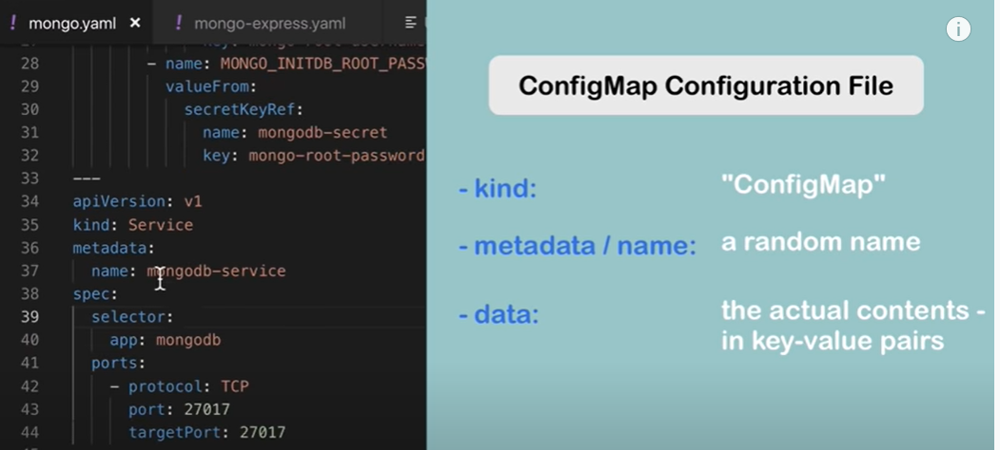 ! mongo.yaml × ! mongo-express.yaml
28 - name: MONGO_INITDB_ROOT_PASS
29 valueFrom:
30 secretKeyRef:
31 name: mongodb-secret
32 key: mongo-root-password
33 ---
34 apiVersion: v1
35 kind: Service
36 metadata:
37 name: mongodb-service
38 spec:
39 selector:
40 app: mongodb
41 ports:
42 - protocol: TCP
43 port: 27017
44 targetPort: 27017
ConfigMap Configuration File
- kind: "ConfigMap"
- metadata / name: a random name
- data: the actual contents -
in key-value pairs